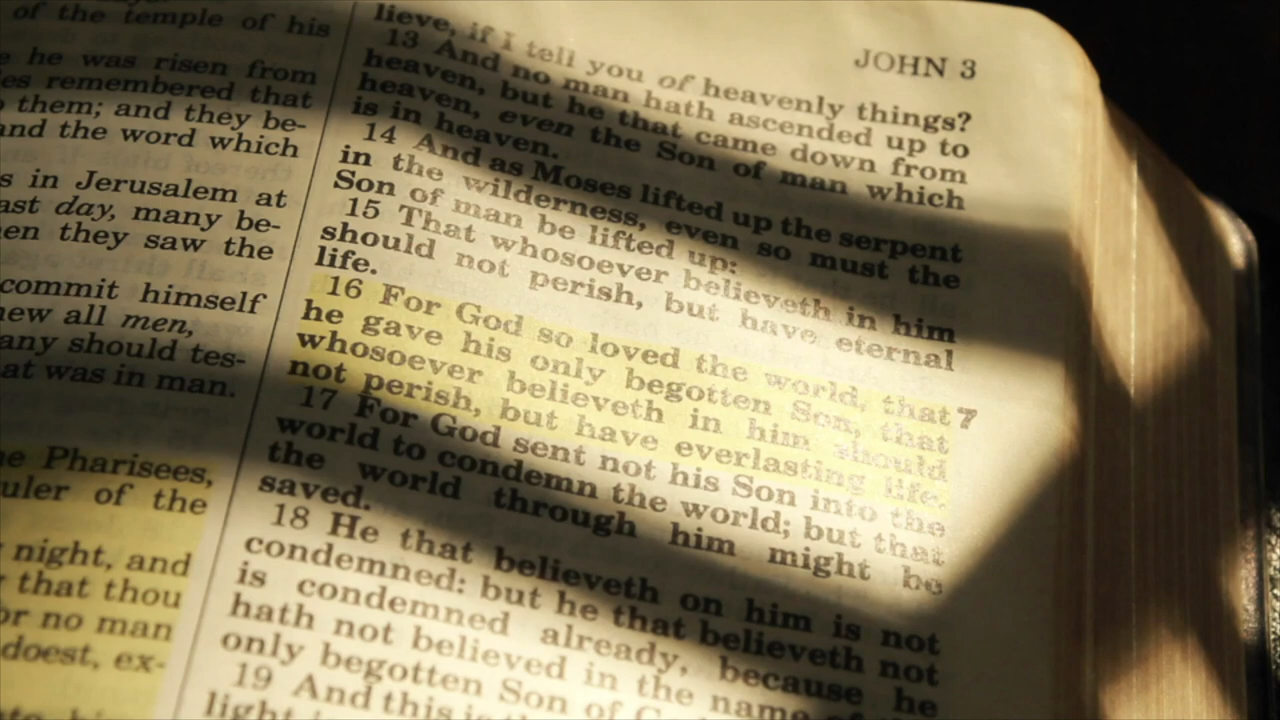 of the temple of his
he was risen from
remembered that
them; and they be-
and the word which
in Jerusalem at
day, many be-
they saw the
commit himself
all men,
any should tes-
at was in man.
Pharisees,
of the
night, and
that thou
or no man
doest, ex-
JOHN 3
lieve, if I tell you of heavenly things?
13 And no man hath ascended up to
heaven, but he that came down from
heaven, even the Son of man which
is in heaven.
14 And as Moses lifted up the serpent
in the wilderness, even so must the
Son of man be lifted up:
15 That whosoever believeth in him
should not perish, but have eternal
life.
16 For God so loved the world, that 7
he gave his only begotten Son, that
whosoever believeth in him should
not perish, but have everlasting life.
17 For God sent not his Son into the
world to condemn the world; but that
the world through him might be
saved.
18 He that believeth on him is not
condemned: but he that believeth not
is condemned already, because he
hath not believed in the name of the
only begotten Son of
19 And this is
light